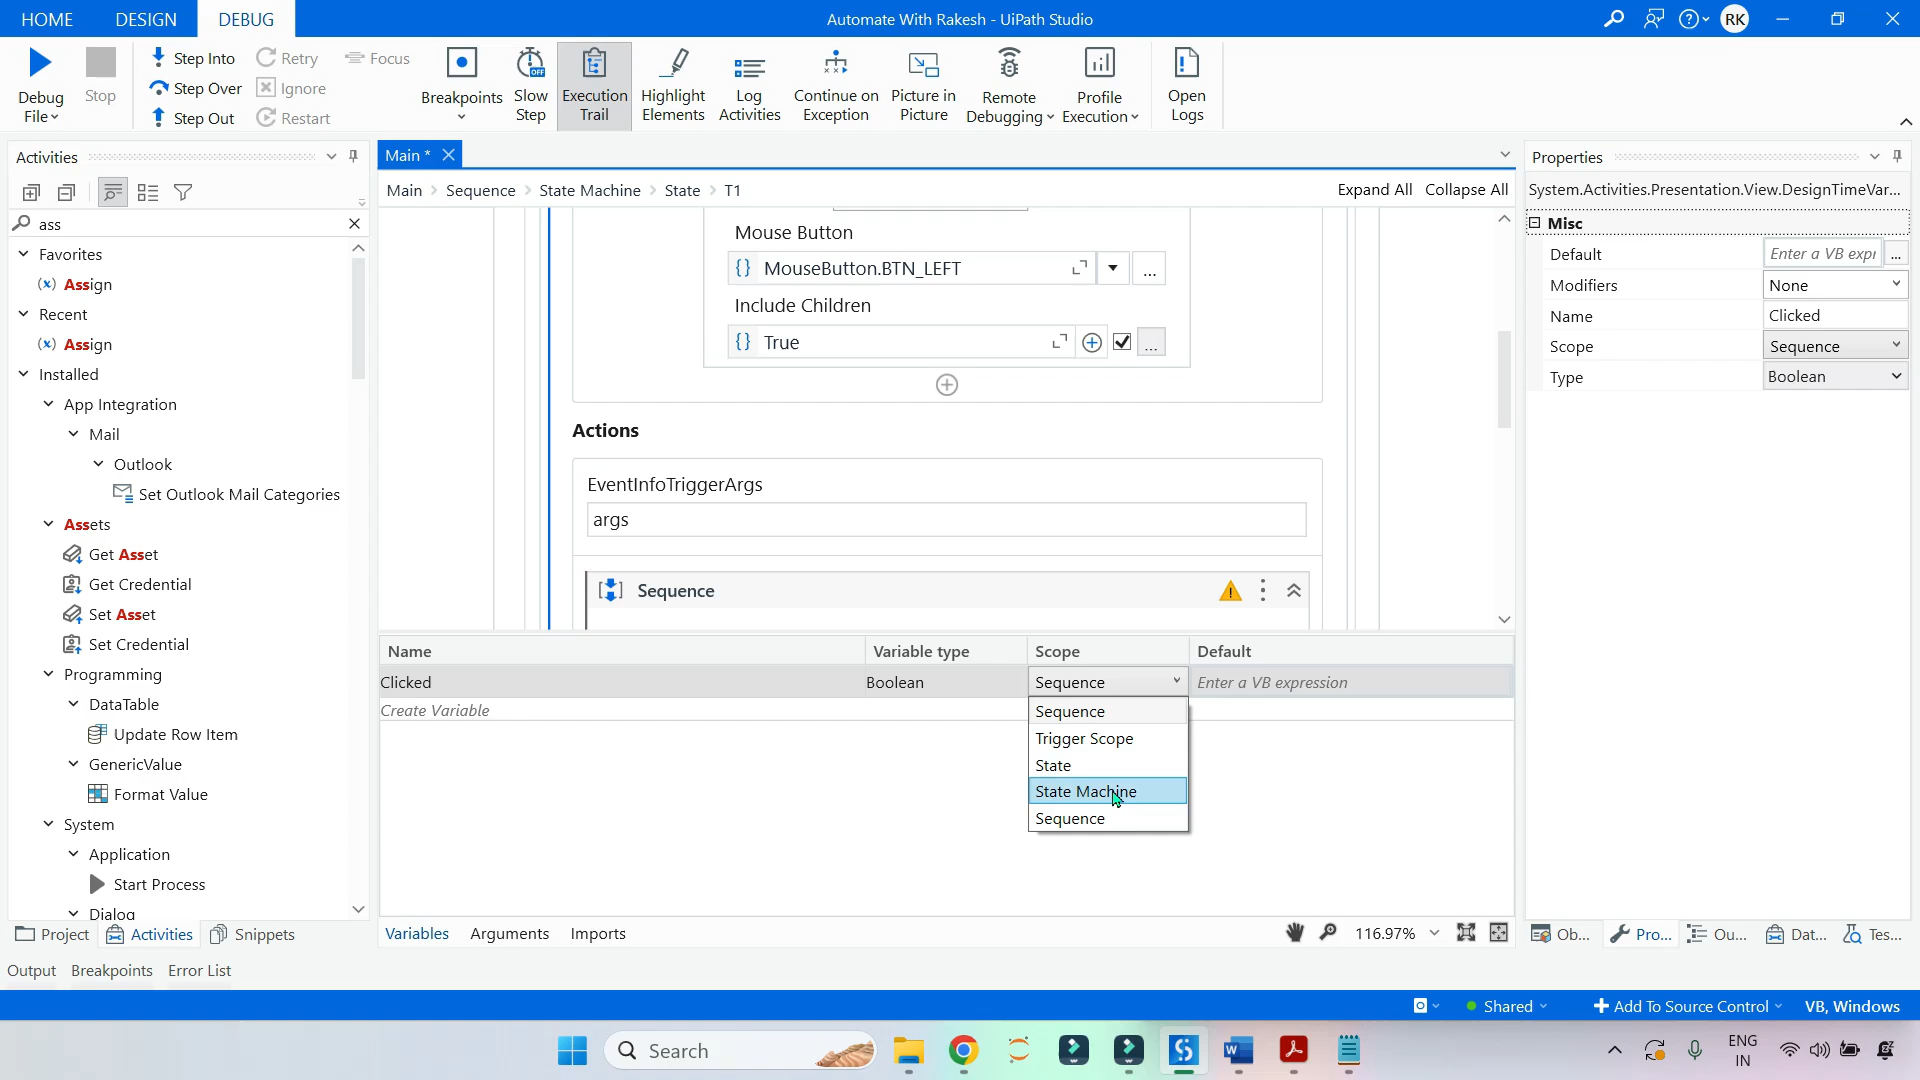 HOME DESIGN DEBUG
Automate With Rakesh - UiPath Studio
RK
Debug File
Stop
Step Into
Step Over
Step Out
Retry
Ignore
Restart
Focus
Breakpoints
OFF
Slow Step
Execution Trail
Highlight Elements
Log Activities
Continue on Exception
Picture in Picture
Remote Debugging
Profile Execution
Open Logs
Activities
ass
Favorites
(x) Assign
Recent
(x) Assign
Installed
App Integration
Mail
Outlook
Set Outlook Mail Categories
Assets
Get Asset
Get Credential
Set Asset
Set Credential
Programming
DataTable
Update Row Item
GenericValue
Format Value
System
Application
Start Process
Dialog
Project Activities Snippets
Main *
Main > Sequence > State Machine > State > T1
Expand All Collapse All
Mouse Button
{} MouseButton.BTN_LEFT ...
Include Children
{} True ...
Actions
EventInfoTriggerArgs
args
Sequence
Name Variable type Scope Default
Clicked Boolean Sequence Enter a VB expression
Create Variable
Sequence
Trigger Scope
State
State Machine
Sequence
Variables Arguments Imports
116.97%
Properties
System.Activities.Presentation.View.DesignTimeVar...
Misc
Default Enter a VB expr ...
Modifiers None
Name Clicked
Scope Sequence
Type Boolean
Ob... Pro... Ou... Dat... Tes...
Output Breakpoints Error List
Shared
Add To Source Control
VB, Windows
Search
ENG
IN